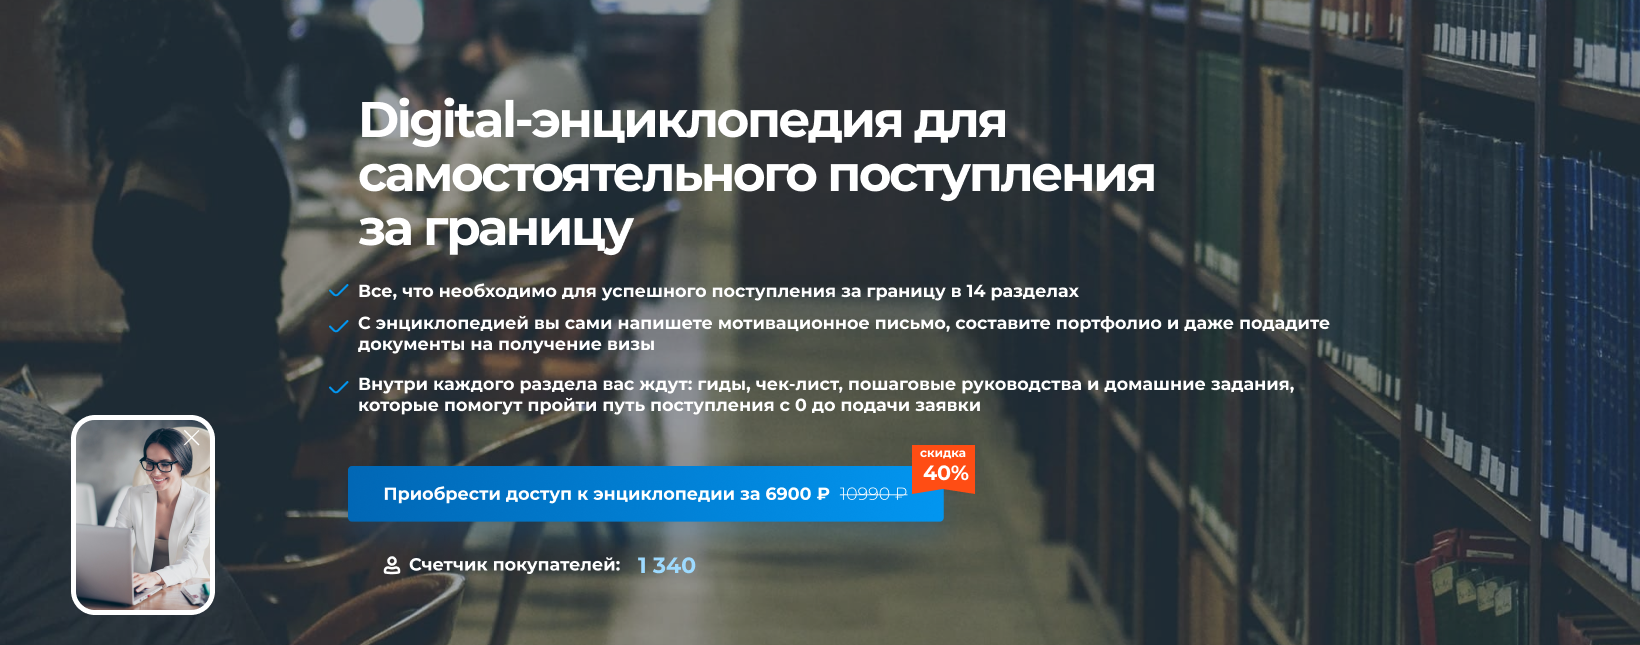 Digital-энциклопедия для
самостоятельного поступления
за границу
Все, что необходимо для успешного поступления за границу в 14 разделах
С энциклопедией вы сами напишете мотивационное письмо, составите портфолио и даже подадите
документы на получение визы
Внутри каждого раздела вас ждут: гиды, чек-лист, пошаговые руководства и домашние задания,
которые помогут пройти путь поступления с 0 до подачи заявки
скидка
40%
Приобрести доступ к энциклопедии за 6900 ₽ 10990 ₽
Счетчик покупателей: 1 340